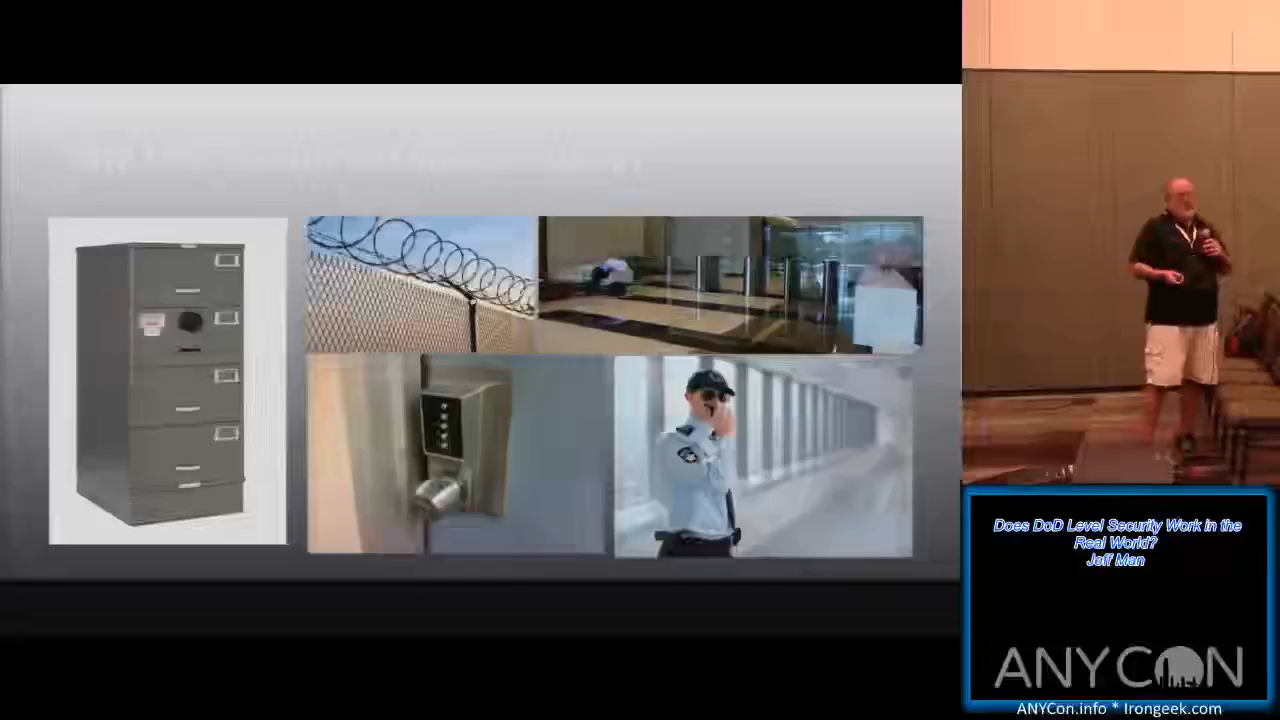 Does DoD Level Security Work in the
Real World?
Jeff Man
ANYCON
ANYCon.info * Irongeek.com